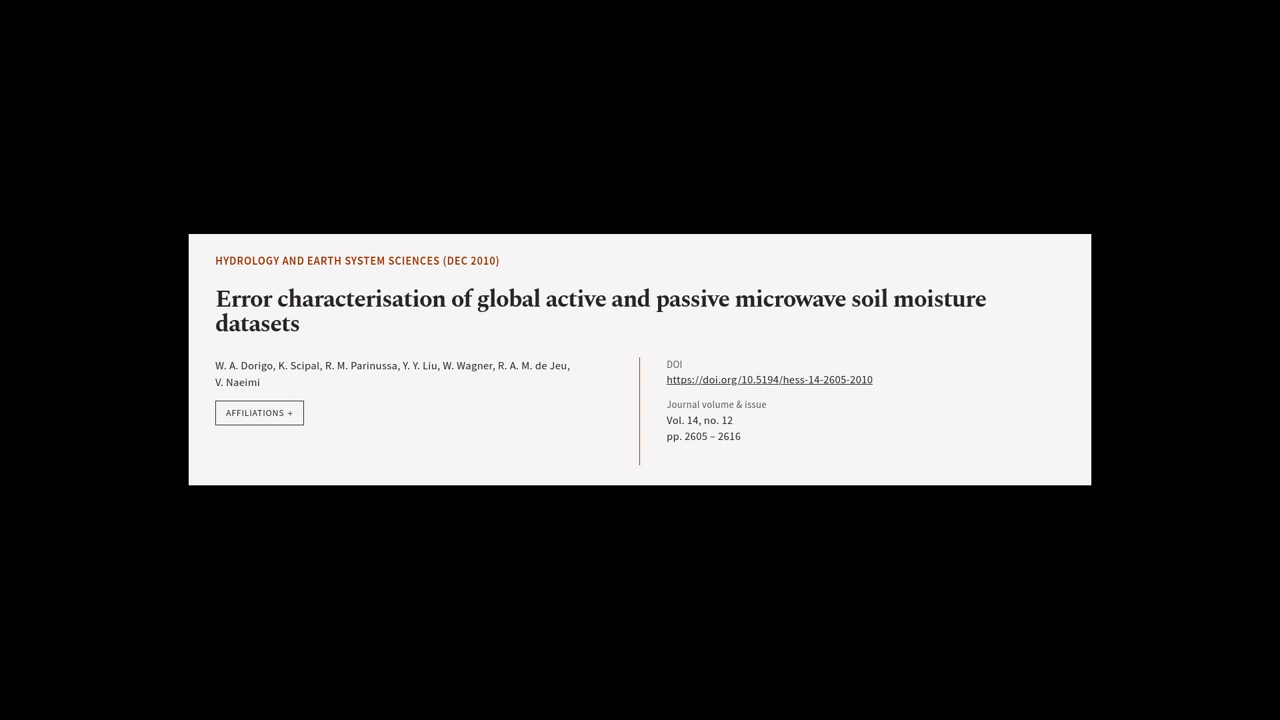 HYDROLOGY AND EARTH SYSTEM SCIENCES (DEC 2010)
Error characterisation of global active and passive microwave soil moisture
datasets
W. A. Dorigo, K. Scipal, R. M. Parinussa, Y. Y. Liu, W. Wagner, R. A. M. de Jeu,
V. Naeimi
AFFILIATIONS +
DOI
https://doi.org/10.5194/hess-14-2605-2010
Journal volume & issue
Vol. 14, no. 12
pp. 2605 – 2616